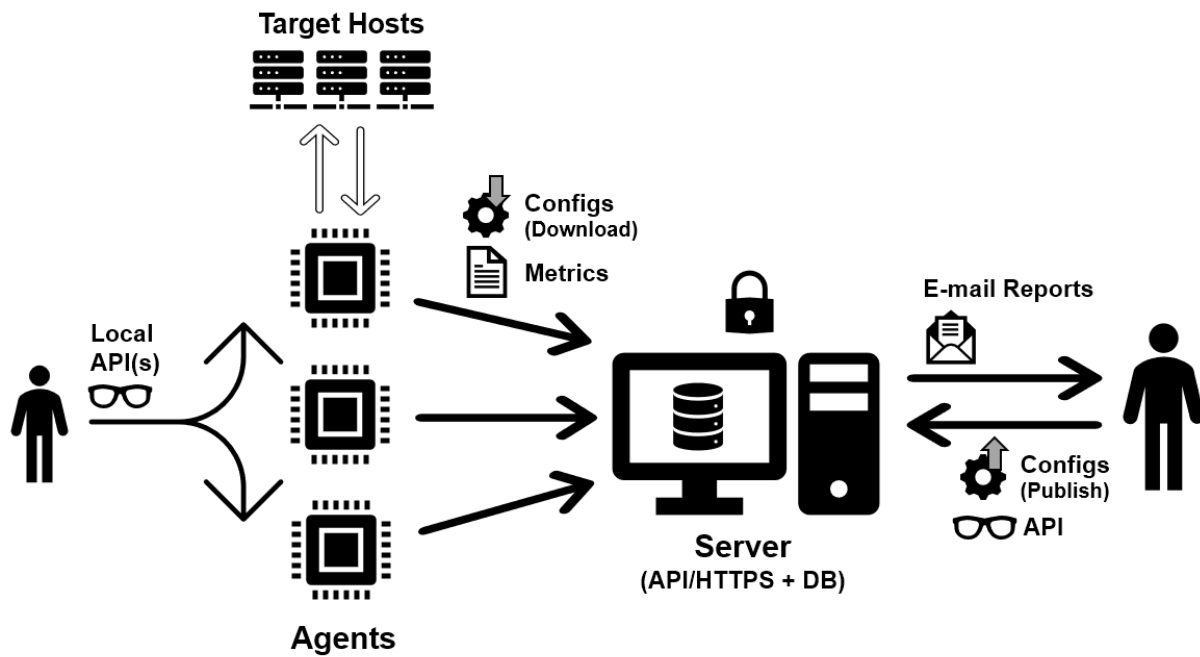 Target Hosts
Configs
(Download)
Metrics
E-mail Reports
Local
API(s)
Configs
(Publish)
API
Server
(API/HTTPS + DB)
Agents